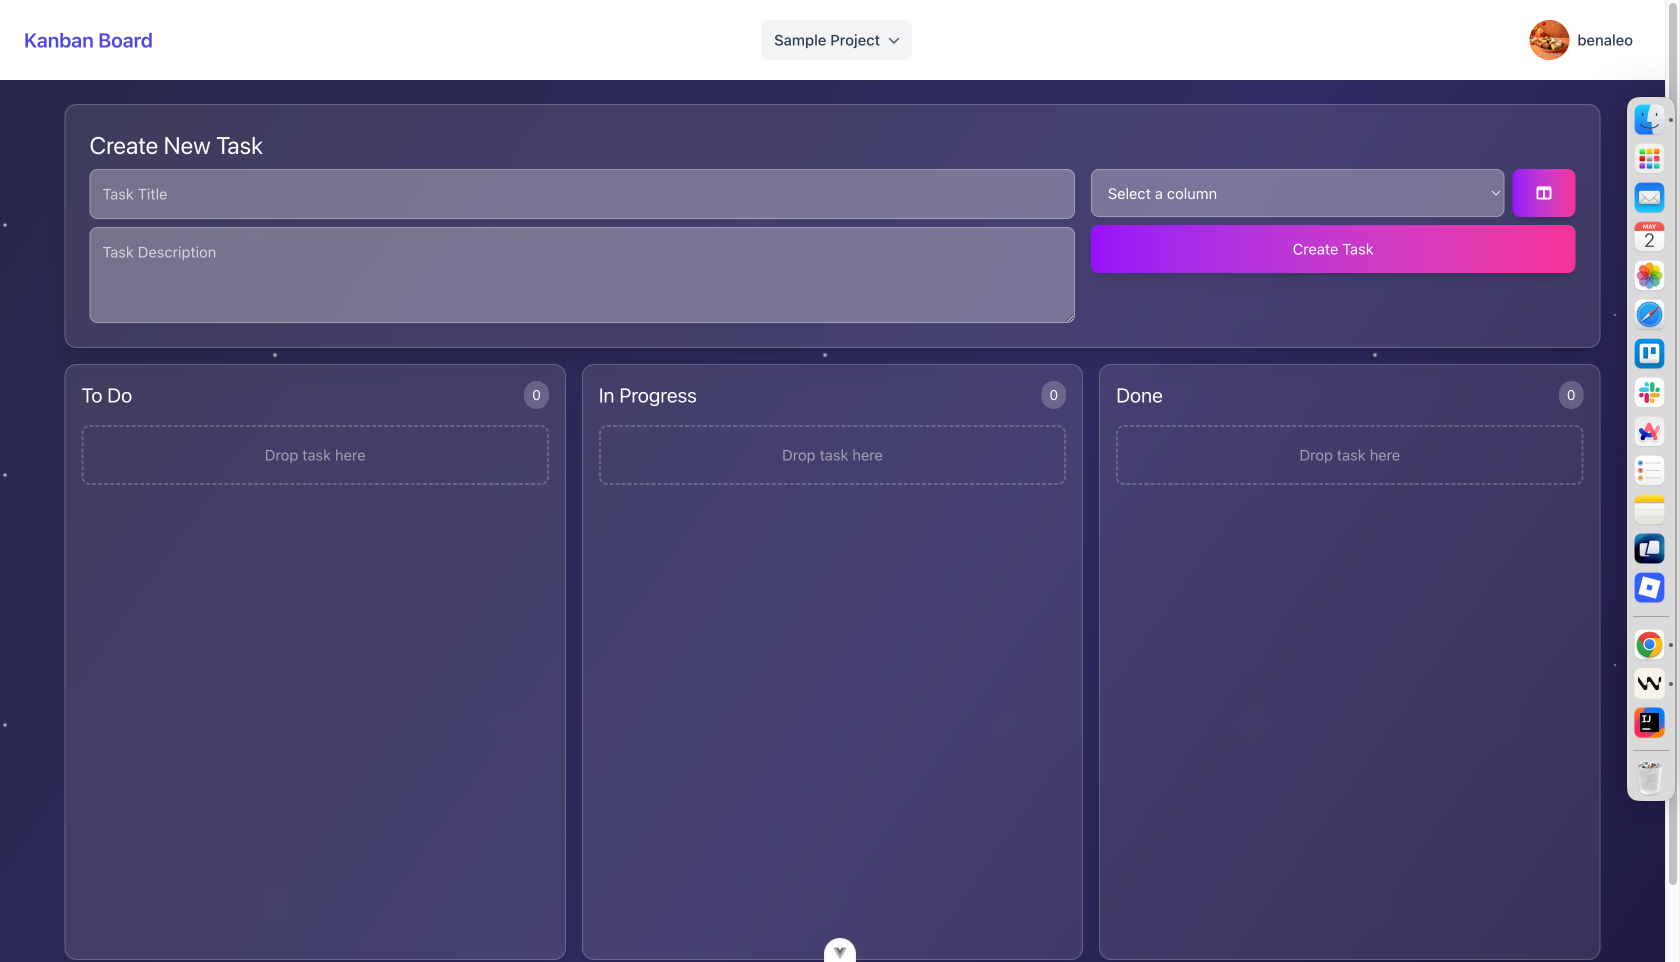 Kanban Board
Sample Project
benaleo
Create New Task
Task Title
Select a column
Task Description
Create Task
To Do
0
In Progress
0
Done
0
Drop task here
Drop task here
Drop task here
MAY
2
IJ